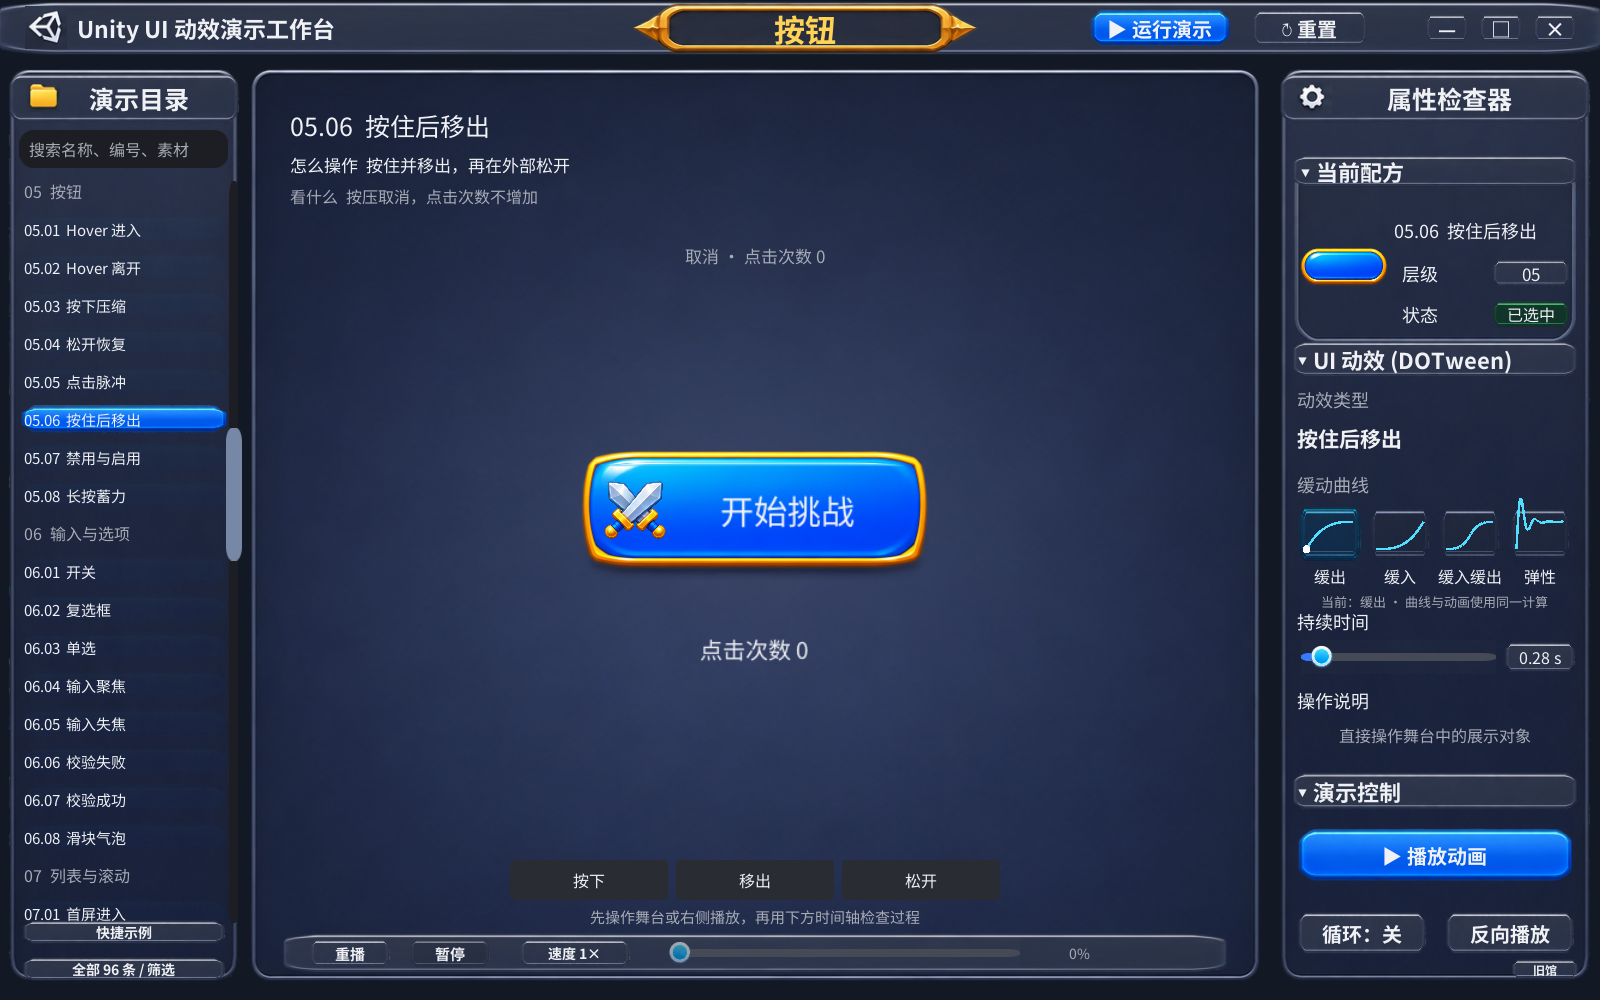 Unity UI 动效演示工作台
按钮
▶ 运行演示
重置
演示目录
搜索名称、编号、素材
05 按钮
05.01 Hover 进入
05.02 Hover 离开
05.03 按下压缩
05.04 松开恢复
05.05 点击脉冲
05.06 按住后移出
05.07 禁用与启用
05.08 长按蓄力
06 输入与选项
06.01 开关
06.02 复选框
06.03 单选
06.04 输入聚焦
06.05 输入失焦
06.06 校验失败
06.07 校验成功
06.08 滑块气泡
07 列表与滚动
07.01 首屏进入
快捷示例
全部 96 条 / 筛选
05.06 按住后移出
怎么操作 按住并移出，再在外部松开
看什么 按压取消，点击次数不增加
取消 · 点击次数 0
开始挑战
点击次数 0
按下
移出
松开
先操作舞台或右侧播放，再用下方时间轴检查过程
重播
暂停
速度 1×
0%
属性检查器
▼ 当前配方
05.06 按住后移出
层级
05
状态
已选中
▼ UI 动效 (DOTween)
动效类型
按住后移出
缓动曲线
缓出
缓入
缓入缓出
弹性
当前：缓出 · 曲线与动画使用同一计算
持续时间
0.28 s
操作说明
直接操作舞台中的展示对象
▼ 演示控制
▶ 播放动画
循环：关
反向播放
旧馆